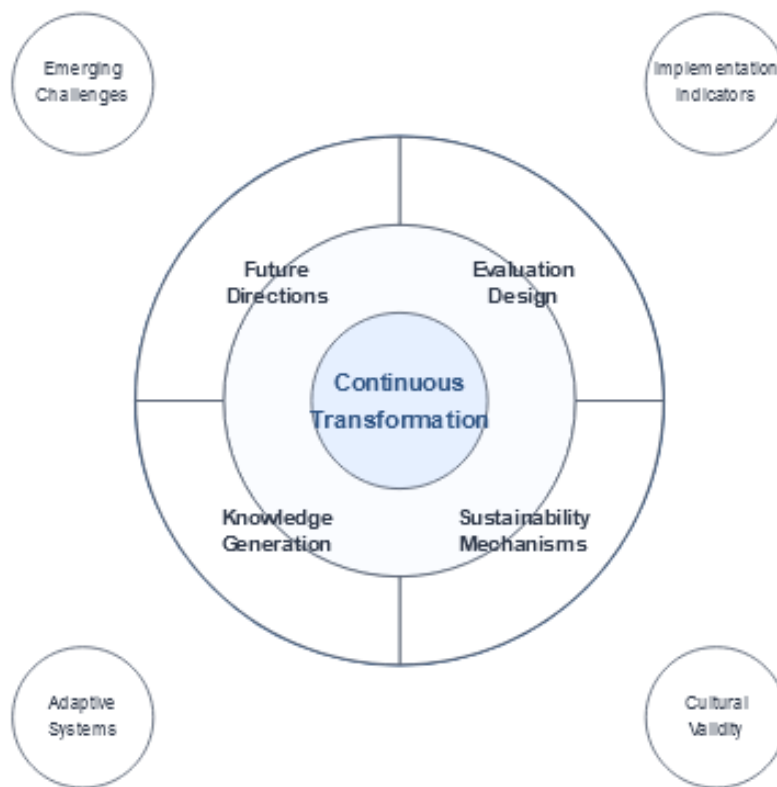 Emerging
Challenges
Implementation
Indicators
Future
Directions
Evaluation
Design
Continuous
Transformation
Knowledge
Generation
Sustainability
Mechanisms
Adaptive
Systems
Cultural
Validity